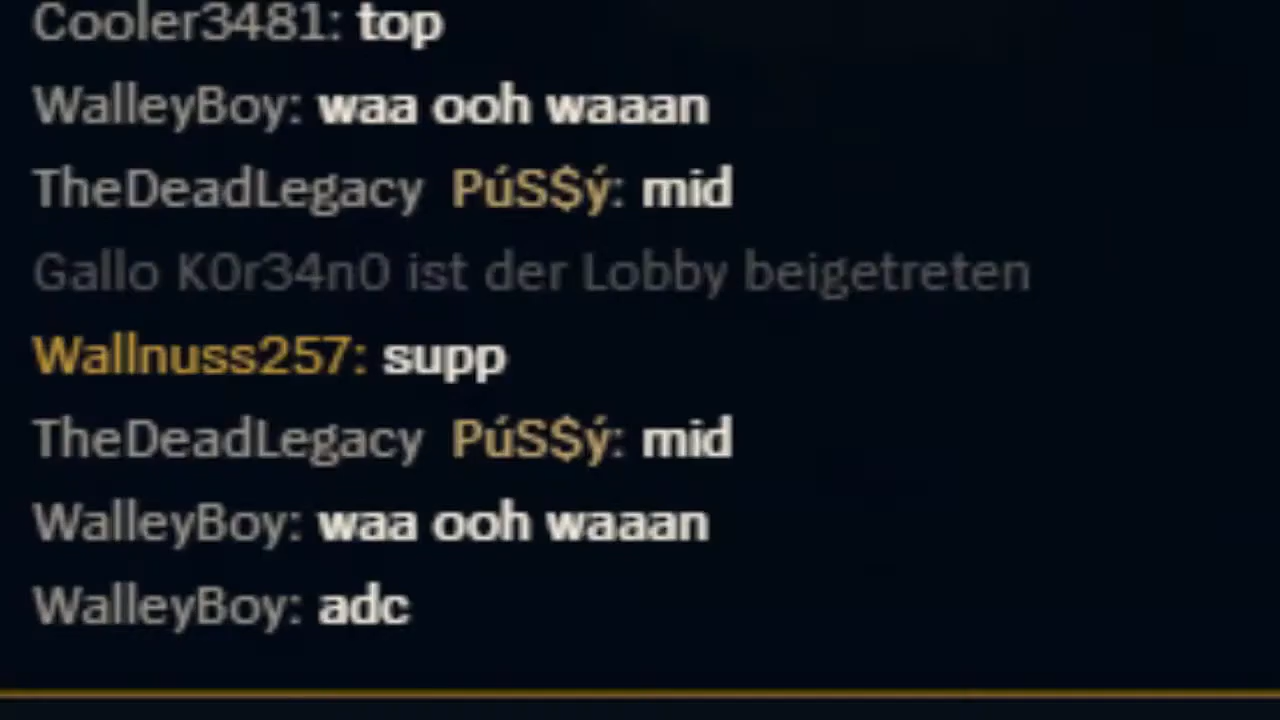 Cooler3481: top
WalleyBoy: waa ooh waaan
TheDeadLegacy PúS$ý: mid
Gallo K0r34n0 ist der Lobby beigetreten
Wallnuss257: supp
TheDeadLegacy PúS$ý: mid
WalleyBoy: waa ooh waaan
WalleyBoy: adc